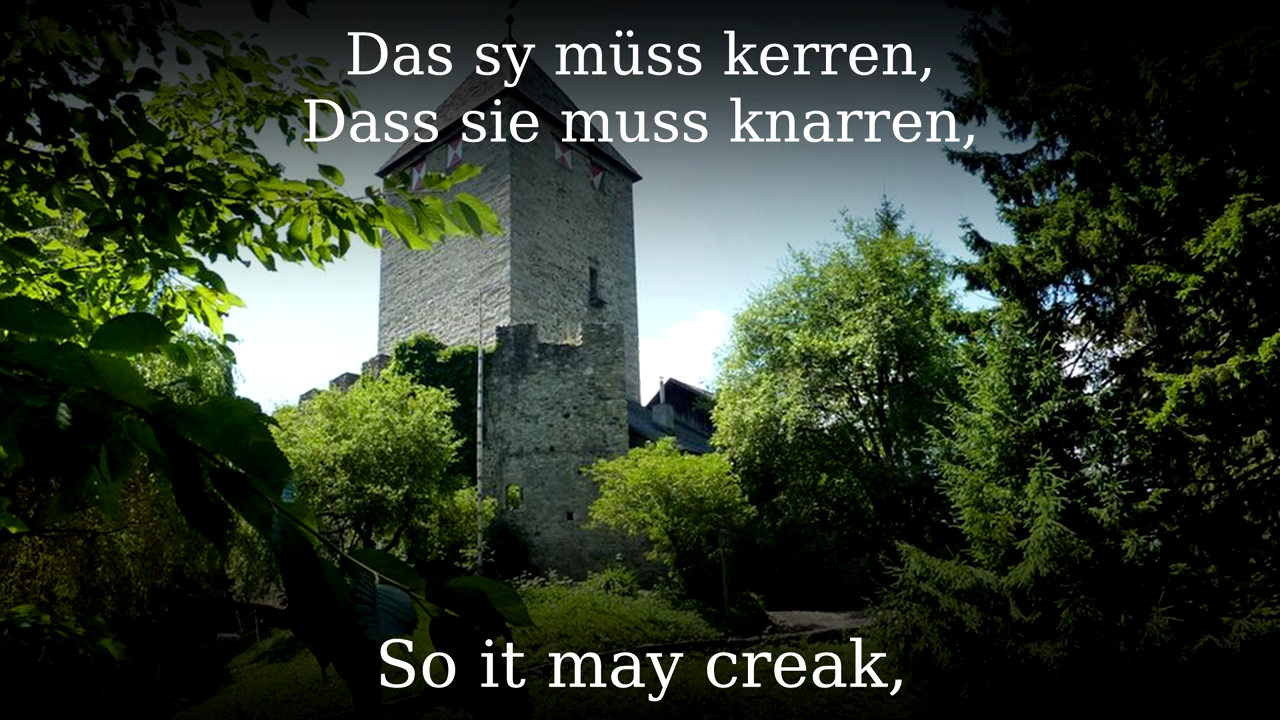 Das sy müss kerren,
Dass sie muss knarren,
So it may creak,